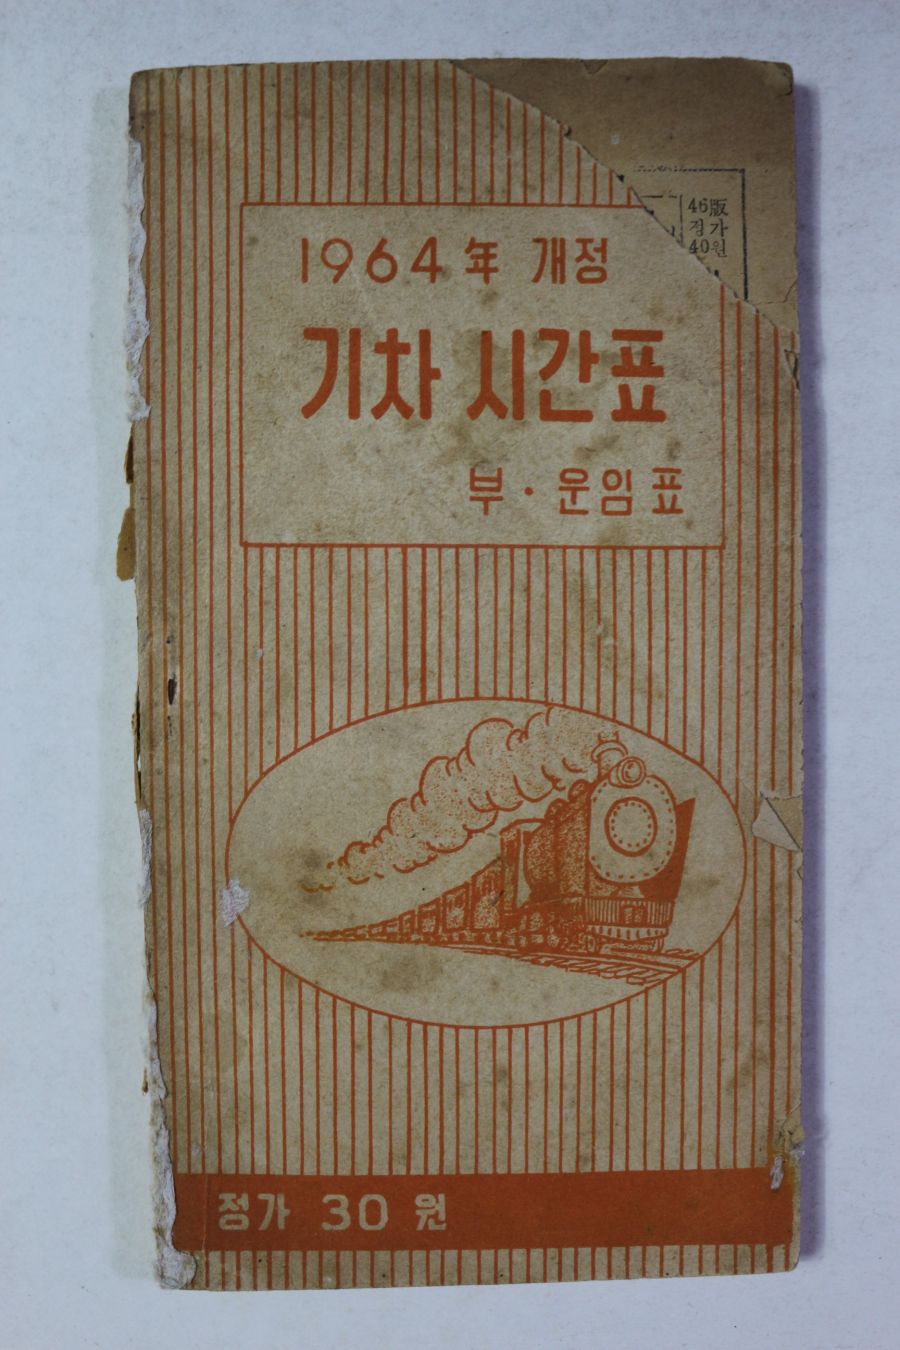 1964年 개정
기차 시간표
부·운임표
46版
정가
40원
정가 30 원